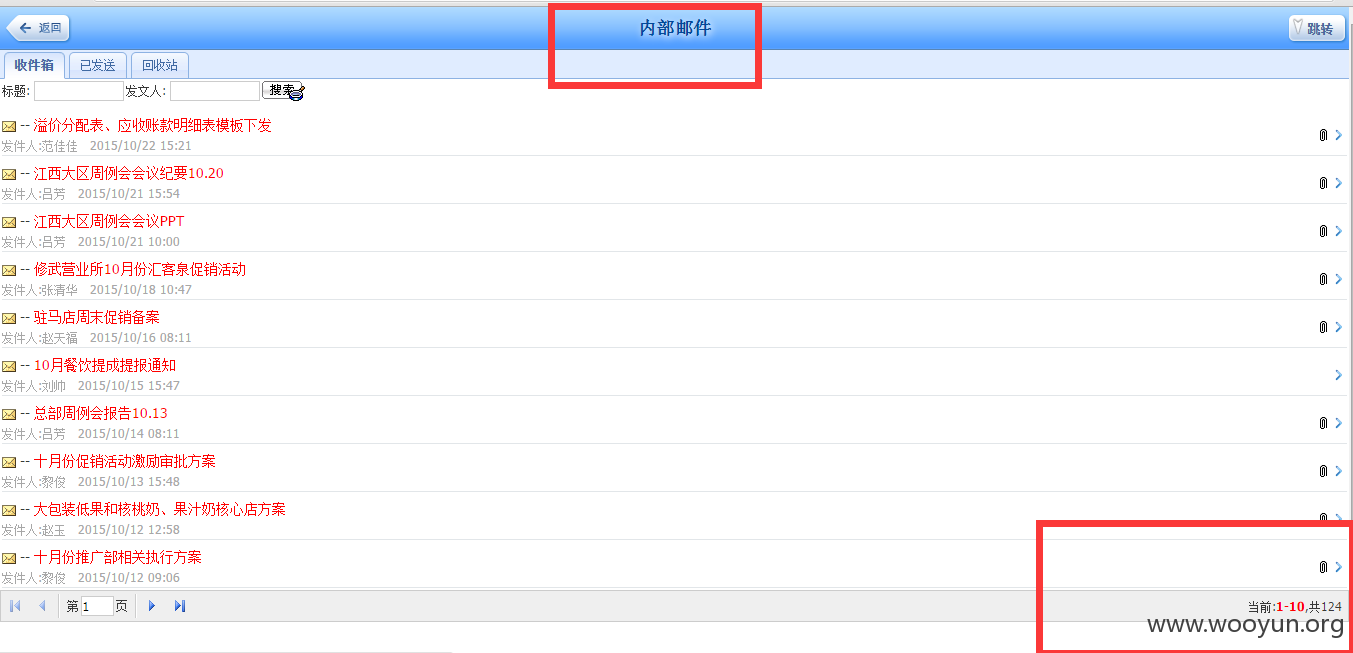 返回
内部邮件
跳转
收件箱 已发送 回收站
标题: 发文人: 搜索
-- 溢价分配表、应收账款明细表模板下发
发件人:范佳佳 2015/10/22 15:21
-- 江西大区周例会会议纪要10.20
发件人:吕芳 2015/10/21 15:54
-- 江西大区周例会会议PPT
发件人:吕芳 2015/10/21 10:00
-- 修武营业所10月份汇客泉促销活动
发件人:张清华 2015/10/18 10:47
-- 驻马店周末促销备案
发件人:赵天福 2015/10/16 08:11
-- 10月餐饮提成提报通知
发件人:刘帅 2015/10/15 15:47
-- 总部周例会报告10.13
发件人:吕芳 2015/10/14 08:11
-- 十月份促销活动激励审批方案
发件人:黎俊 2015/10/13 15:48
-- 大包装低果和核桃奶、果汁奶核心店方案
发件人:赵玉 2015/10/12 12:58
-- 十月份推广部相关执行方案
发件人:黎俊 2015/10/12 09:06
第 1 页
当前:1-10,共124
www.wooyun.org